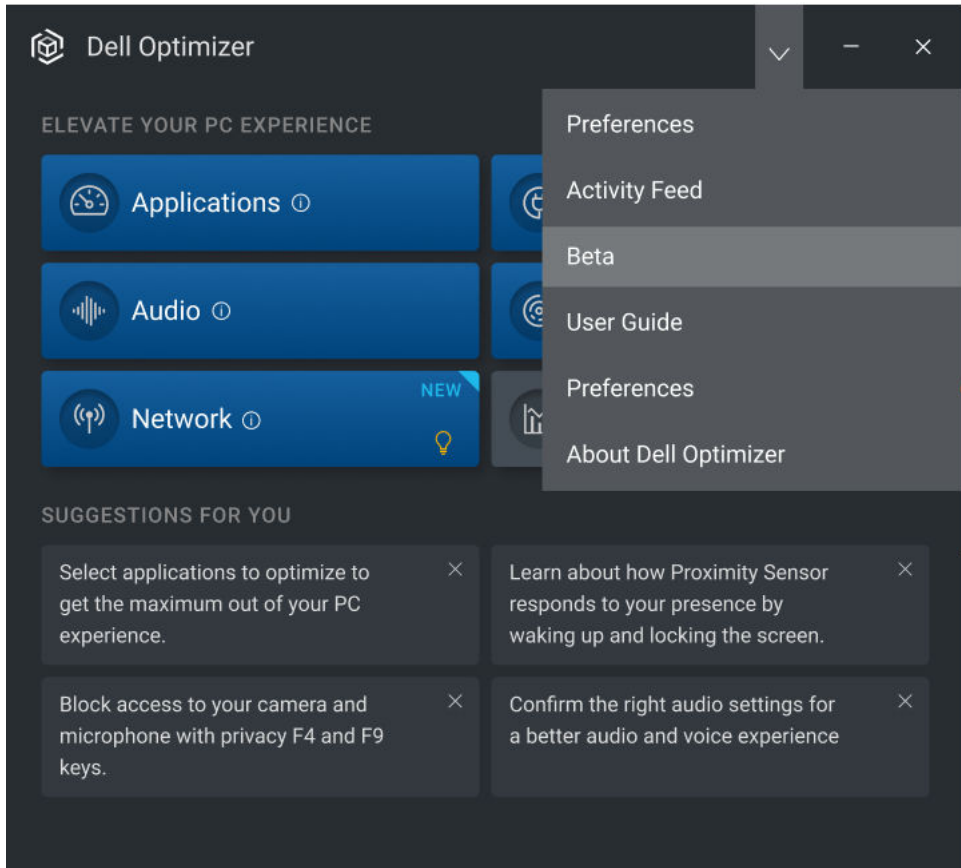 Dell Optimizer
ELEVATE YOUR PC EXPERIENCE
Applications
Audio
Network
NEW
Preferences
Activity Feed
Beta
User Guide
Preferences
About Dell Optimizer
SUGGESTIONS FOR YOU
Select applications to optimize to
get the maximum out of your PC
experience.
Learn about how Proximity Sensor
responds to your presence by
waking up and locking the screen.
Block access to your camera and
microphone with privacy F4 and F9
keys.
Confirm the right audio settings for
a better audio and voice experience